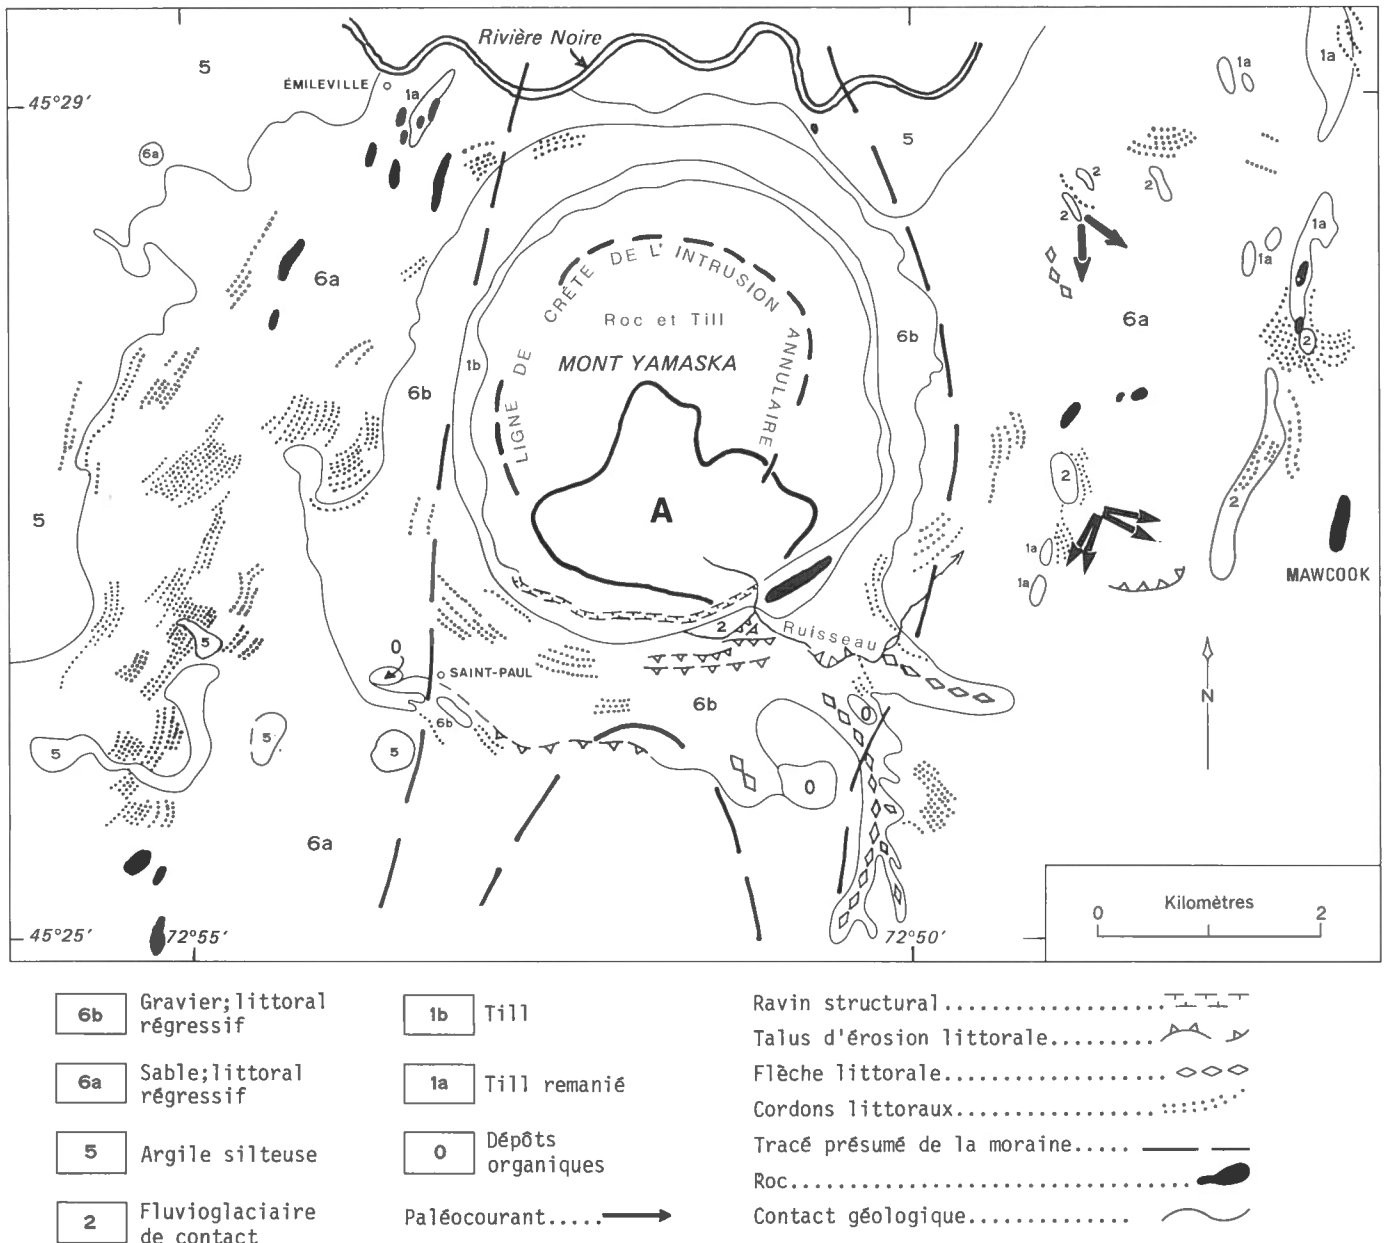 Rivière Noire
5
ÉMILEVILLE
1a
45°29'
6a
5
1a
1a
2
2
2
1a
1a
6a
6a
6b
6b
1b
LIGNE DE CRÊTE DE L'INTRUSION ANNULAIRE
Roc et Till
MONT YAMASKA
A
2
2
2
5
1a
1a
MAWCOOK
5
0
SAINT-PAUL
2
Ruisseau
6b
6b
0
N
5
5
5
0
6a
Kilomètres
0 2
45°25'
72°55'
72°50'
6b Gravier; littoral
régressif
6a Sable; littoral
régressif
5 Argile silteuse
2 Fluvioglaciaire
de contact
1b Till
1a Till remanié
0 Dépôts
organiques
Paléocourant.....
Ravin structural
Talus d'érosion littorale
Flèche littorale
Cordons littoraux
Tracé présumé de la moraine
Roc
Contact géologique